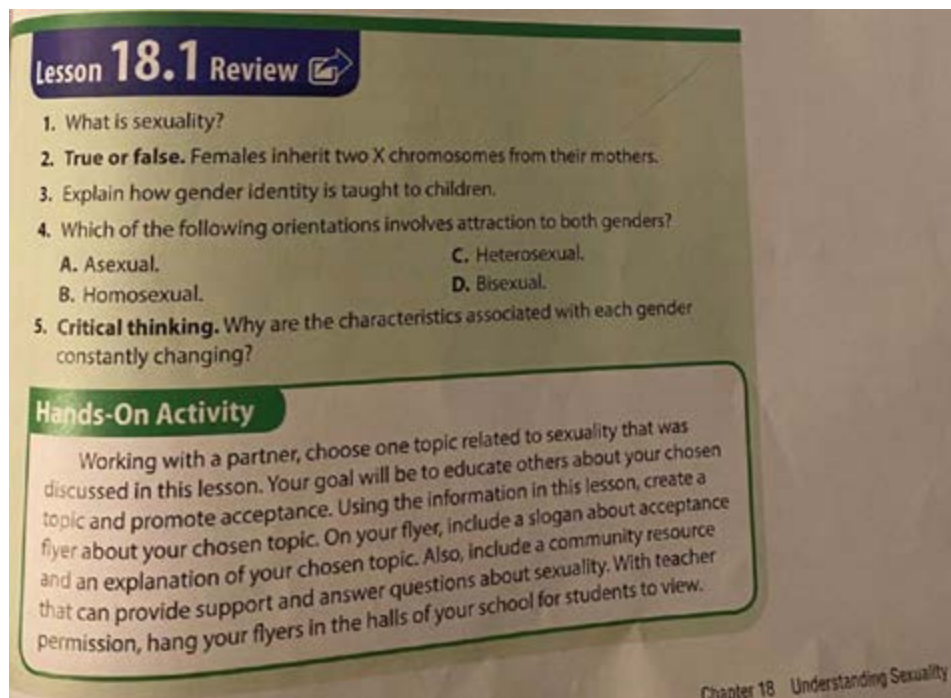 Lesson 18.1 Review
1. What is sexuality?
2. True or false. Females inherit two X chromosomes from their mothers.
3. Explain how gender identity is taught to children.
4. Which of the following orientations involves attraction to both genders?
A. Asexual.
B. Homosexual.
C. Heterosexual.
D. Bisexual.
5. Critical thinking. Why are the characteristics associated with each gender
constantly changing?
Hands-On Activity
Working with a partner, choose one topic related to sexuality that was
discussed in this lesson. Your goal will be to educate others about your chosen
topic and promote acceptance. Using the information in this lesson, create a
flyer about your chosen topic. On your flyer, include a slogan about acceptance
and an explanation of your chosen topic. Also, include a community resource
that can provide support and answer questions about sexuality. With teacher
permission, hang your flyers in the halls of your school for students to view.
Chapter 18 Understanding Sexuality